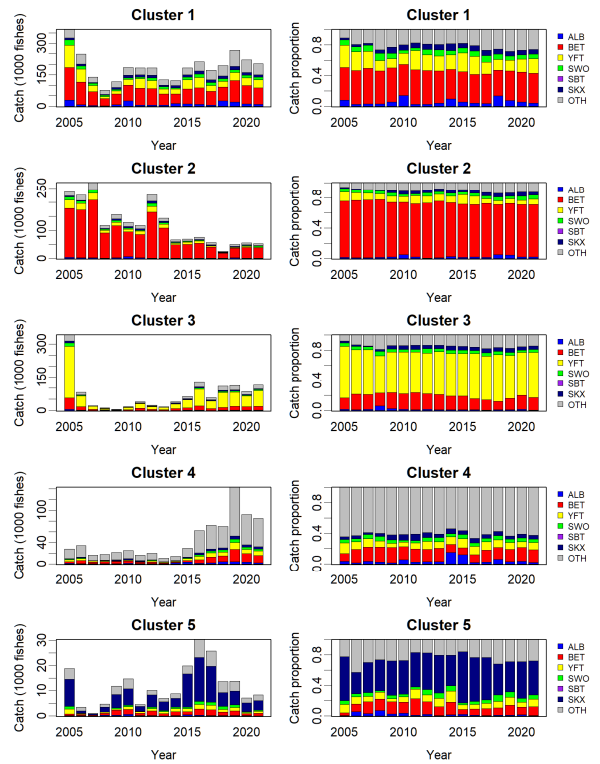 Cluster 1
Catch (1000 fishes)
0 50 150 300
2005 2010 2015 2020
Year
Cluster 1
Catch proportion
0.0 0.4 0.8
2005 2010 2015 2020
Year
ALB
BET
YFT
SWO
SBT
SKX
OTH
Cluster 2
Catch (1000 fishes)
0 100 250
2005 2010 2015 2020
Year
Cluster 2
Catch proportion
0.0 0.4 0.8
2005 2010 2015 2020
Year
ALB
BET
YFT
SWO
SBT
SKX
OTH
Cluster 3
Catch (1000 fishes)
0 50 150 300
2005 2010 2015 2020
Year
Cluster 3
Catch proportion
0.0 0.4 0.8
2005 2010 2015 2020
Year
ALB
BET
YFT
SWO
SBT
SKX
OTH
Cluster 4
Catch (1000 fishes)
0 40 100
2005 2010 2015 2020
Year
Cluster 4
Catch proportion
0.0 0.4 0.8
2005 2010 2015 2020
Year
ALB
BET
YFT
SWO
SBT
SKX
OTH
Cluster 5
Catch (1000 fishes)
0 5 10 20 30
2005 2010 2015 2020
Year
Cluster 5
Catch proportion
0.0 0.4 0.8
2005 2010 2015 2020
Year
ALB
BET
YFT
SWO
SBT
SKX
OTH